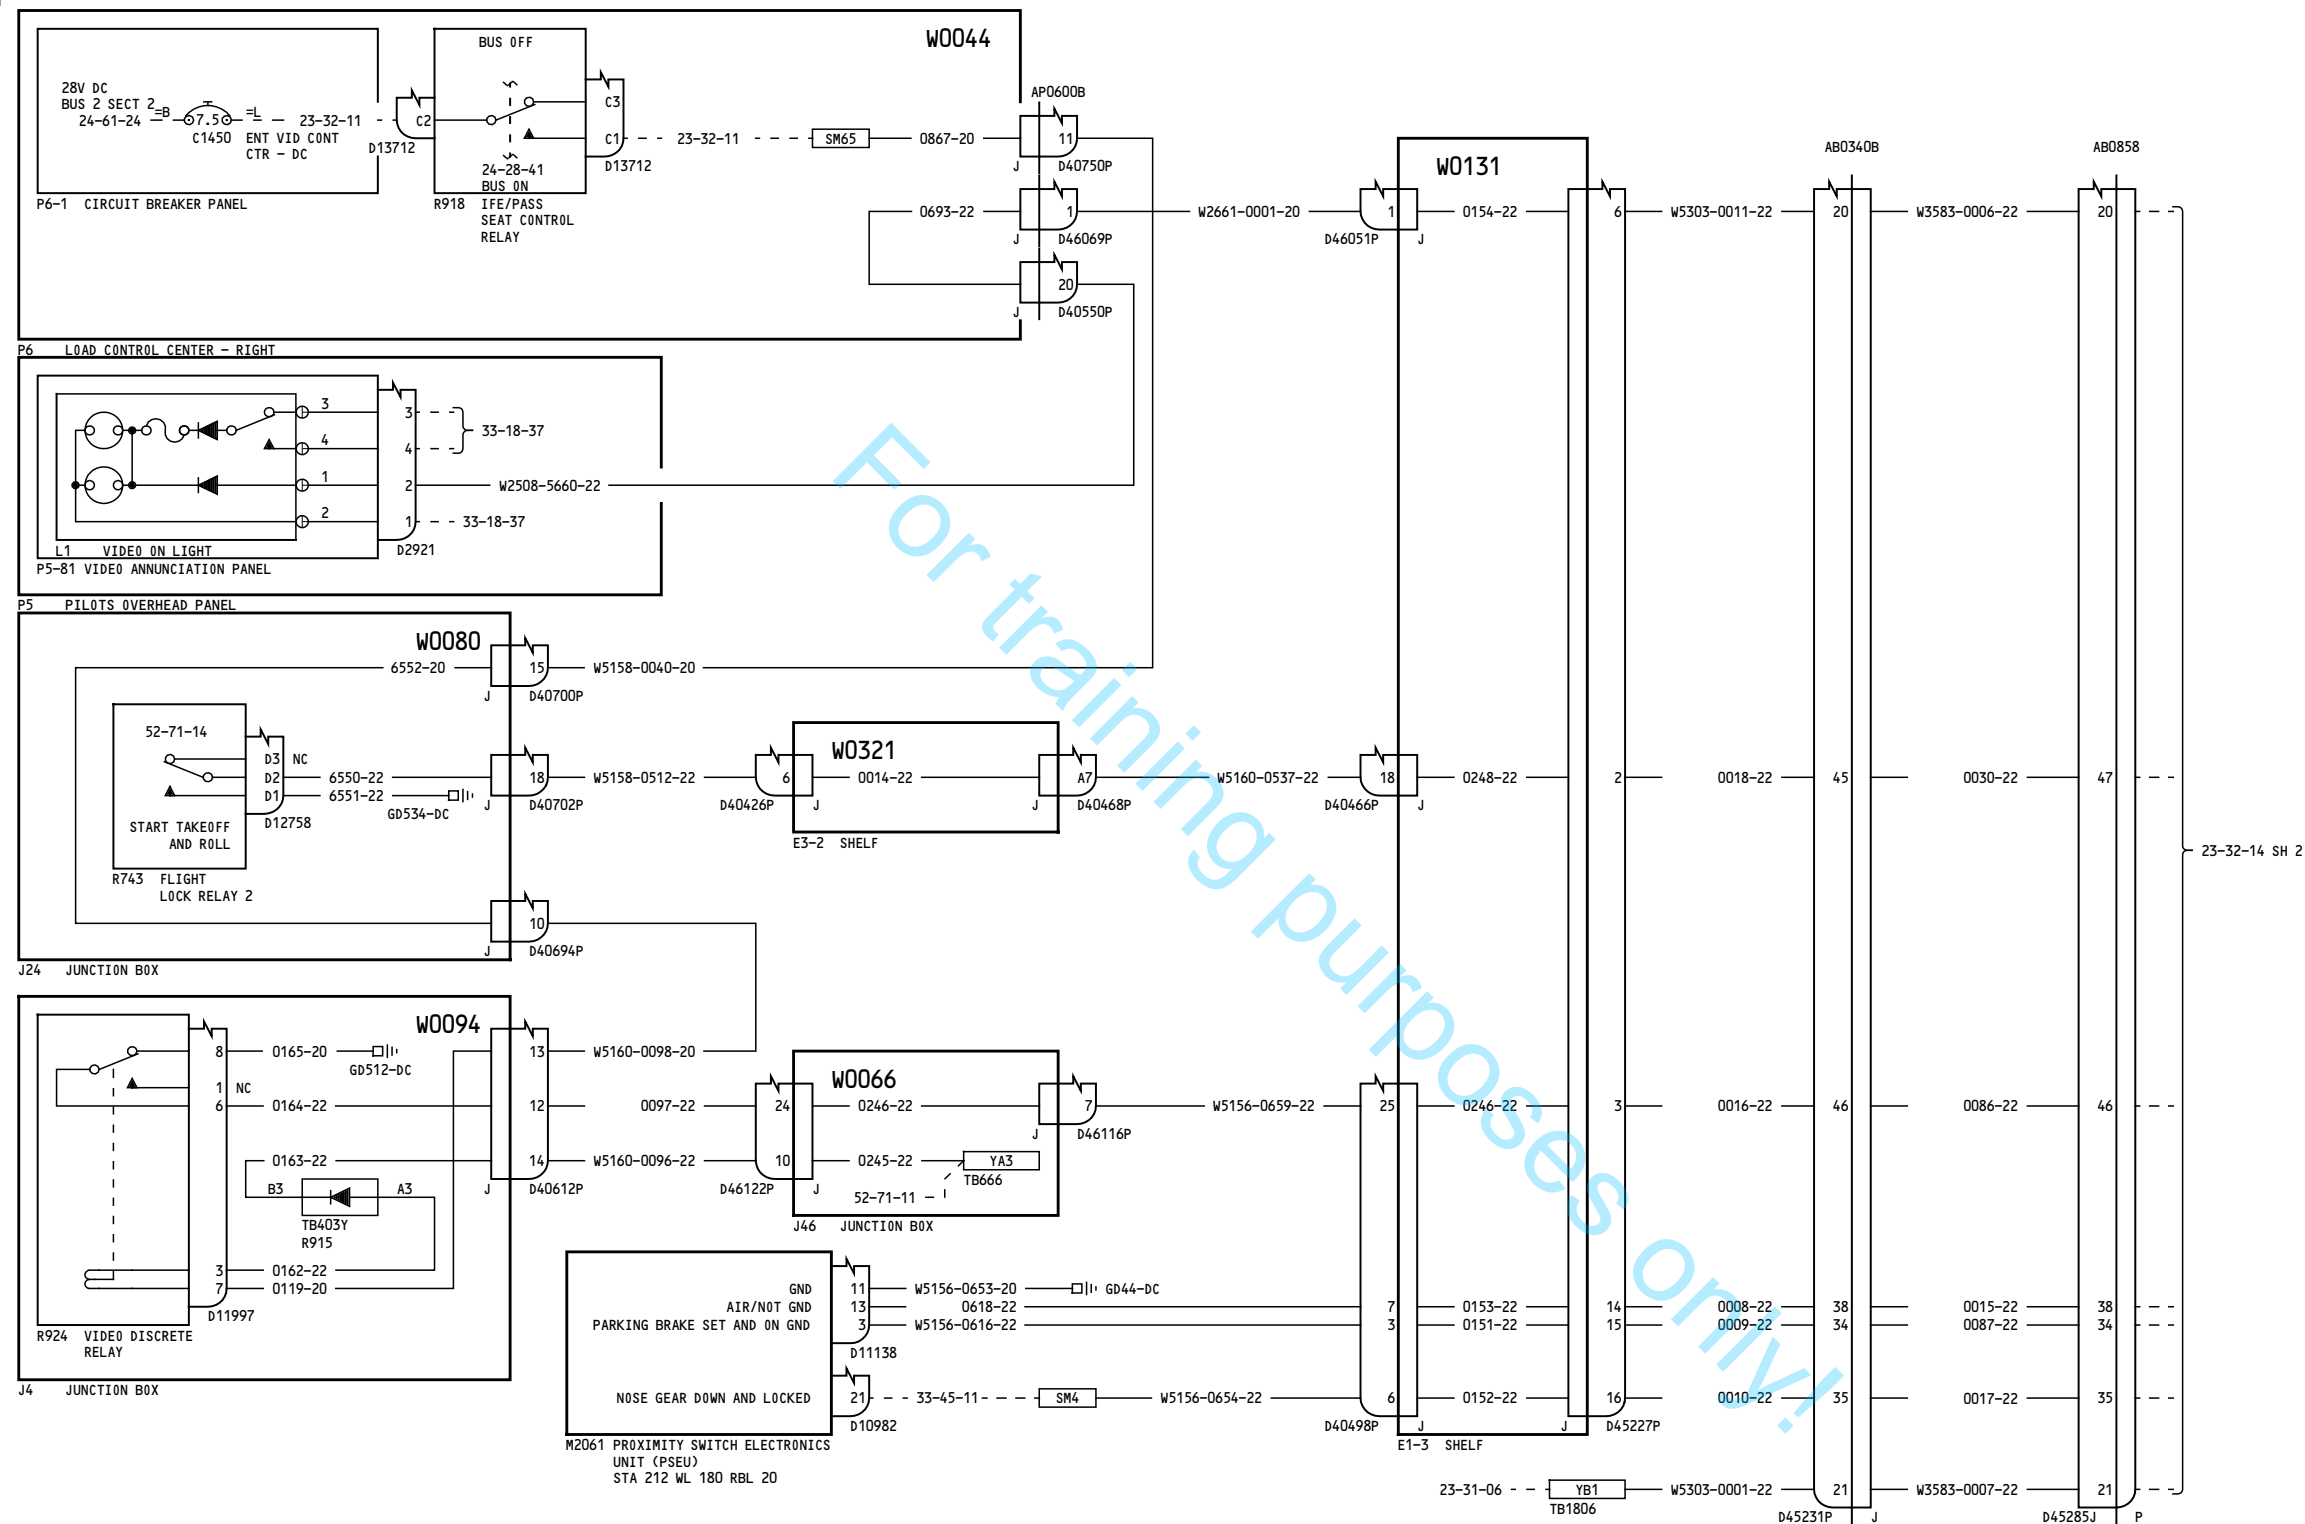 W0044
BUS OFF
28V DC
BUS 2 SECT 2
24-61-24 =B 7.5 =L 23-32-11 C2
C1450 ENT VID CONT
CTR - DC
D13712
C3
C1 23-32-11 SM65 0867-20 11
D13712
24-28-41
BUS ON
P6-1 CIRCUIT BREAKER PANEL
R918 IFE/PASS
SEAT CONTROL
RELAY
AP0600B
J D40750P
0693-22 1 W2661-0001-20 1 0154-22 6 W5303-0011-22 20 W3583-0006-22 20
J D46069P
D46051P J
20
J D40550P
W0131
AB0340B
AB0858
P6 LOAD CONTROL CENTER - RIGHT
3 3
4 4 33-18-37
1 2 W2508-5660-22
2 1 33-18-37
L1 VIDEO ON LIGHT
D2921
P5-81 VIDEO ANNUNCIATION PANEL
P5 PILOTS OVERHEAD PANEL
W0080
6552-20 15 W5158-0040-20
J D40700P
52-71-14
D3 NC
D2 6550-22 18 W5158-0512-22 6 0014-22 A7 W5160-0537-22 18 0248-22 2 0018-22 45 0030-22 47
D1 6551-22
GD534-DC
J D40702P
D12758
START TAKEOFF
AND ROLL
R743 FLIGHT
LOCK RELAY 2
W0321
D40426P J
J D40468P
D40466P J
E3-2 SHELF
23-32-14 SH 2
10
J D40694P
J24 JUNCTION BOX
W0094
8 0165-20 13 W5160-0098-20
GD512-DC
1 NC
6 0164-22 12 0097-22 24 0246-22 7 W5156-0659-22 25 0246-22 3 0016-22 46 0086-22 46
W0066
J D46116P
0163-22 14 W5160-0096-22 10 0245-22 YA3
TB666
52-71-11
B3 A3
J D40612P
D46122P J
TB403Y
R915
J46 JUNCTION BOX
3 0162-22
7 0119-20
D11997
R924 VIDEO DISCRETE
RELAY
J4 JUNCTION BOX
GND 11 W5156-0653-20 GD44-DC
AIR/NOT GND 13 0618-22 7 0153-22 14 0008-22 38 0015-22 38
PARKING BRAKE SET AND ON GND 3 W5156-0616-22 3 0151-22 15 0009-22 34 0087-22 34
D11138
NOSE GEAR DOWN AND LOCKED 21 33-45-11 SM4 W5156-0654-22 6 0152-22 16 0010-22 35 0017-22 35
D10982
D40498P J
J D45227P
M2061 PROXIMITY SWITCH ELECTRONICS
UNIT (PSEU)
STA 212 WL 180 RBL 20
E1-3 SHELF
23-31-06 YB1 W5303-0001-22 21 W3583-0007-22 21
TB1806
D45231P J
D45285J P
For training purposes only!